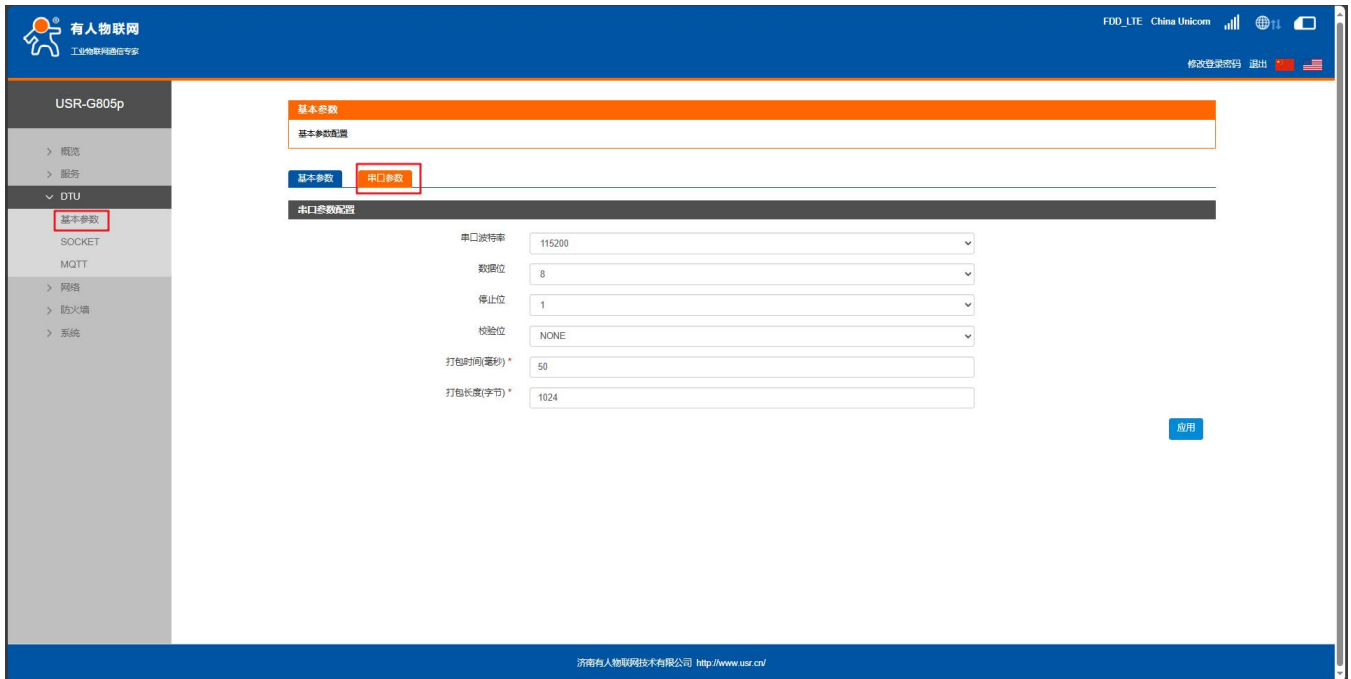 有人物联网
工业物联网通信专家
FDD_LTE China Unicom
修改登录密码 退出
USR-G805p
> 概览
> 服务
DTU
基本参数
SOCKET
MQTT
> 网络
> 防火墙
> 系统
基本参数
基本参数配置
基本参数 串口参数
串口参数配置
串口波特率 115200
数据位 8
停止位 1
校验位 NONE
打包时间(毫秒) * 50
打包长度(字节) * 1024
应用
济南有人物联网技术有限公司 http://www.usr.cn/